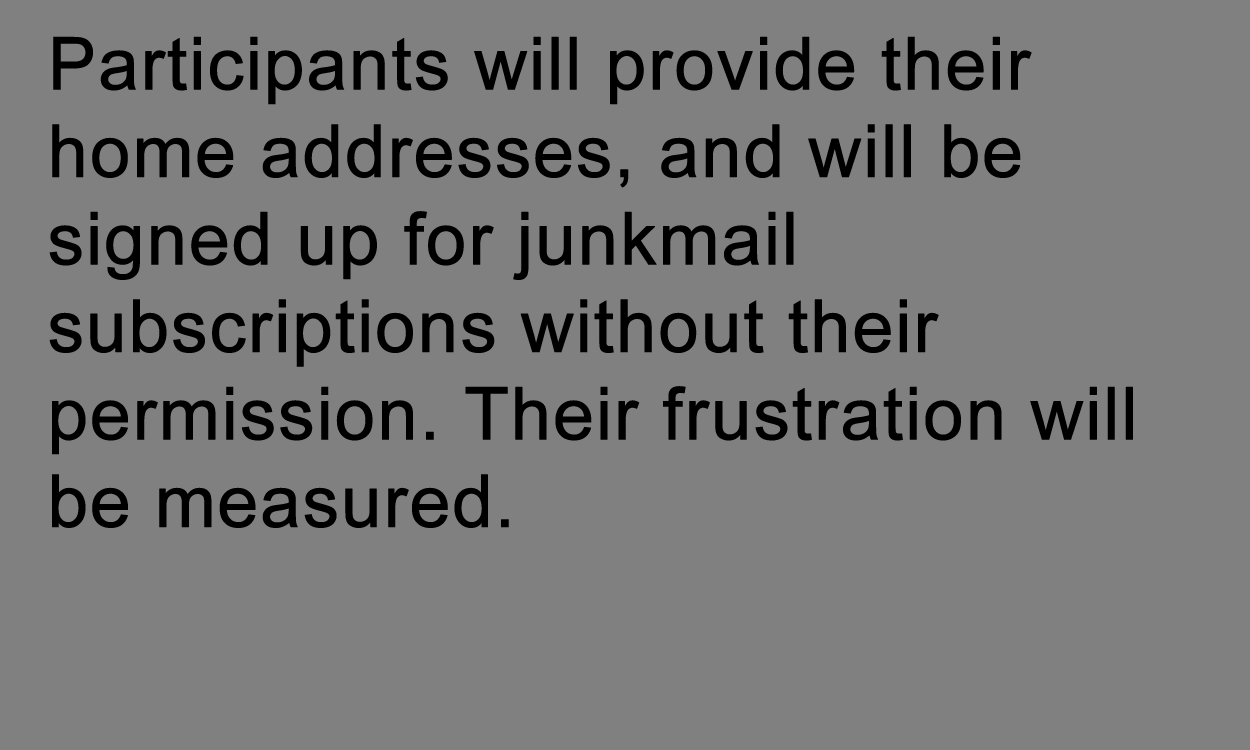 Participants will provide their
home addresses, and will be
signed up for junkmail
subscriptions without their
permission. Their frustration will
be measured.